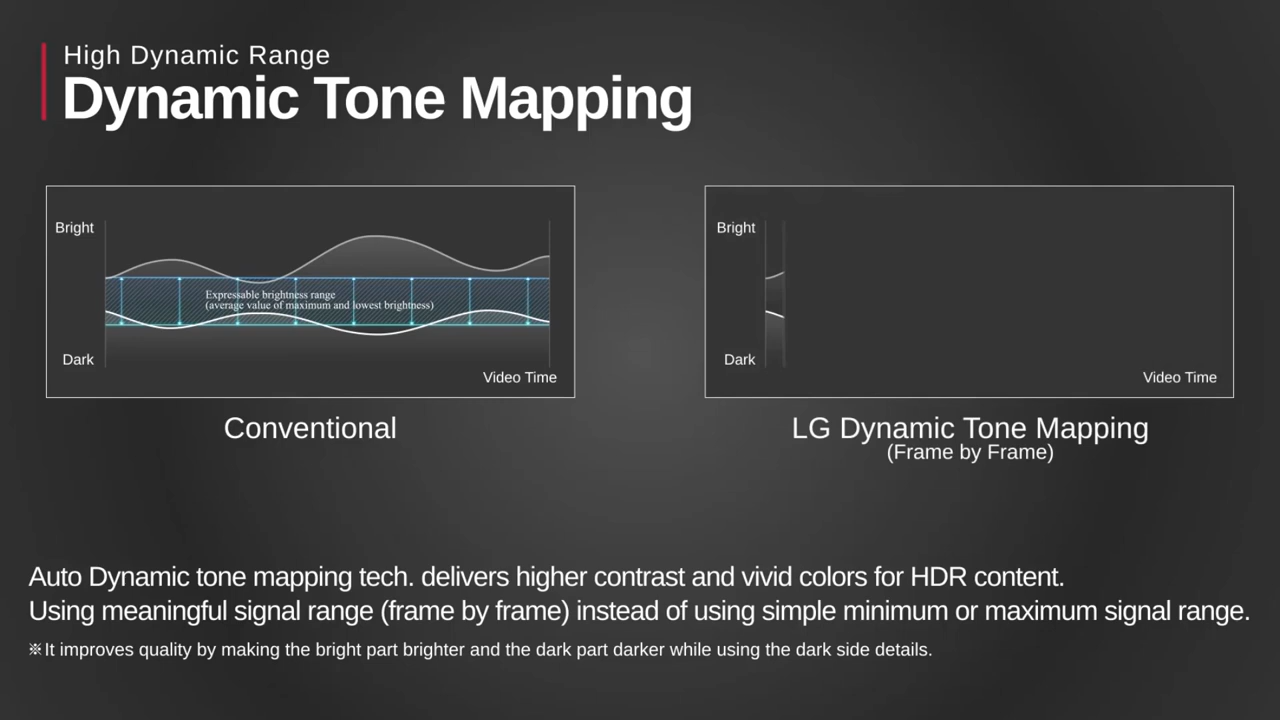 High Dynamic Range
Dynamic Tone Mapping
Bright
Expressable brightness range
(average value of maximum and lowest brightness)
Dark
Video Time
Conventional
Bright
Dark
Video Time
LG Dynamic Tone Mapping
(Frame by Frame)
Auto Dynamic tone mapping tech. delivers higher contrast and vivid colors for HDR content.
Using meaningful signal range (frame by frame) instead of using simple minimum or maximum signal range.
※It improves quality by making the bright part brighter and the dark part darker while using the dark side details.